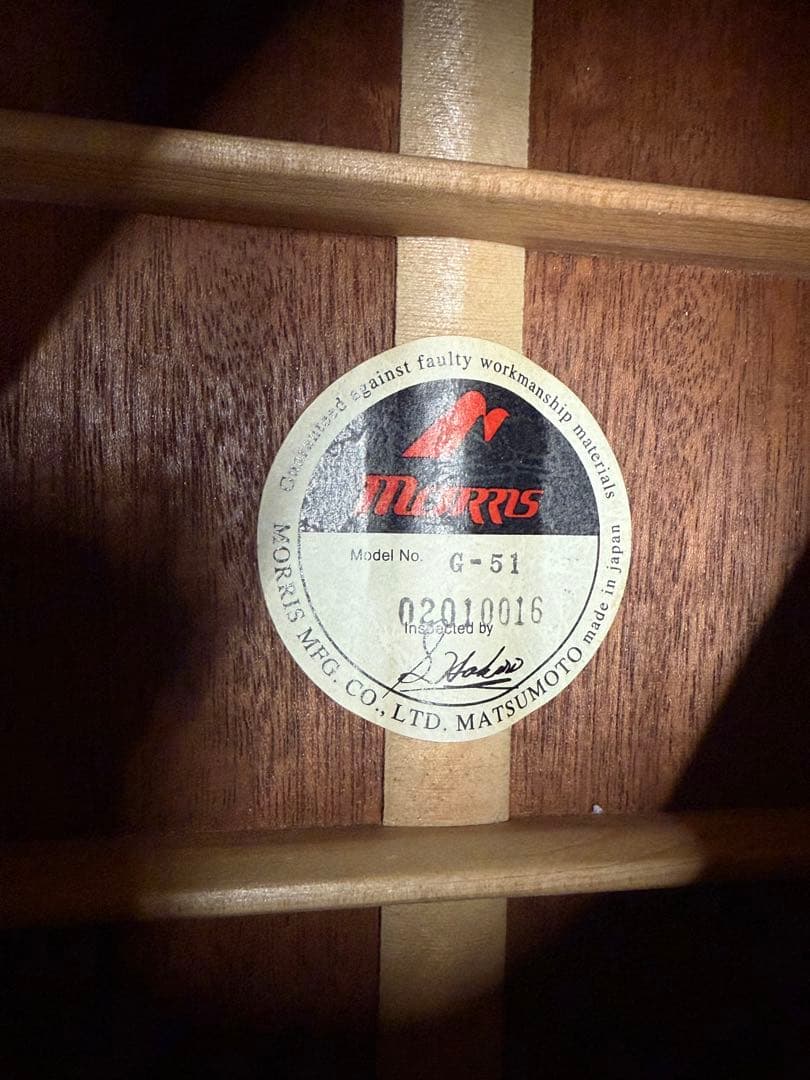 Guaranteed against faulty workmanship materials
MORRIS
Model No. G-51
02010016
Inspected by
MORRIS MFG. CO., LTD. MATSUMOTO made in japan